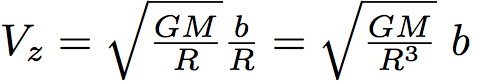 $V_z = \sqrt{\frac{GM}{R}} \frac{b}{R} = \sqrt{\frac{GM}{R^3}} \; b$